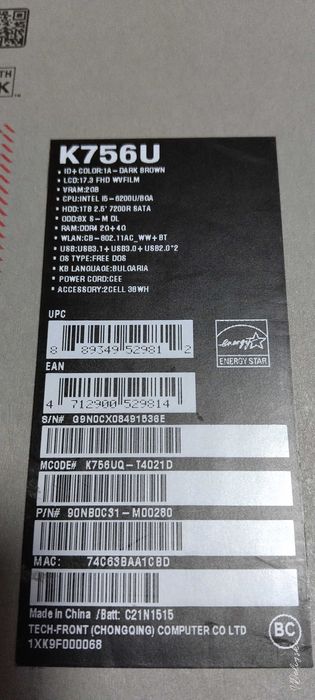 TH
K™
K756U
• ID+ COLOR:1A- DARK BROWN
• LCD:17.3 FHD WVFILM
• VRAM:2GB
• CPU:INTEL I5-6200U/BGA
• HDD:1TB 2.5' 7200R SATA
• ODD:8X S-M DL
• RAM:DDR4 2G+4G
• WLAN:CB-802.11AC_WW+BT
• USB:USB3.1+USB3.0+USB2.0*2
• OS TYPE:FREE DOS
• KB LANGUAGE:BULGARIA
• POWER CORD:CEE
• ACCESSORY:2CELL 38WH
UPC
8 89349 52981 2
energy
ENERGY STAR
EAN
4 712900 529814
S/N# G9N0CX08491536E
MCODE# K756UQ-T4021D
P/N# 90NB0C31-M00280
MAC: 74C63BAA1CBD
Made in China /Batt: C21N1515
TECH-FRONT (CHONGQING) COMPUTER CO LTD
1XK9F000068
BC